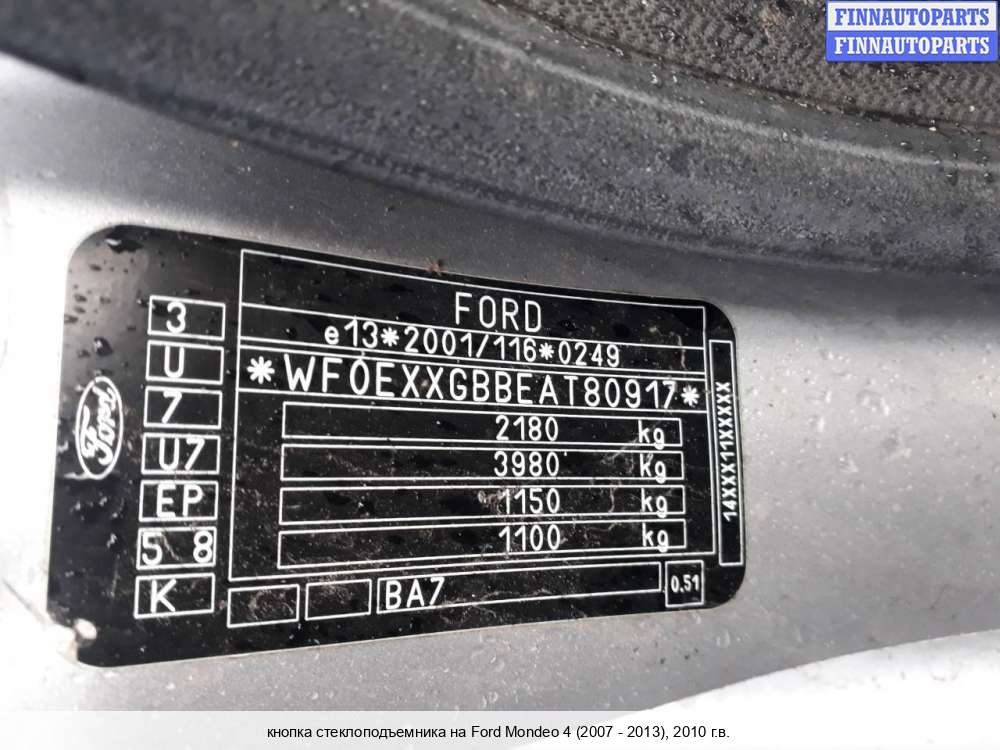 FINNAUTOPARTS
FINNAUTOPARTS
FORD
e13*2001/116*0249
*WF0EXXGBBEAT80917*
2180 kg
3980 kg
1150 kg
1100 kg
3
U
7
U7
EP
5 8
K
Ford
BA7
0.51
14XXX11XXXXX
кнопка стеклоподъемника на Ford Mondeo 4 (2007 - 2013), 2010 г.в.